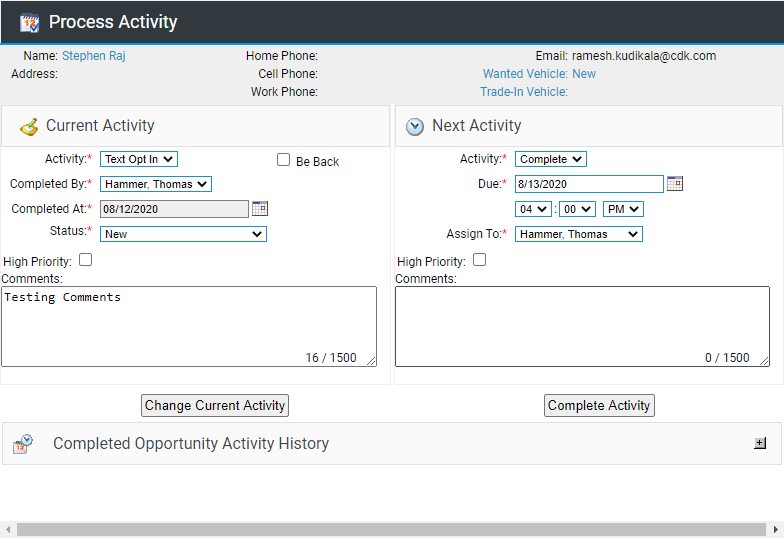 Process Activity
Name: Stephen Raj Home Phone: Email: ramesh.kudikala@cdk.com
Address: Cell Phone: Wanted Vehicle: New
Work Phone: Trade-In Vehicle:
Current Activity
Activity:* Text Opt In Be Back
Completed By:* Hammer, Thomas
Completed At:* 08/12/2020
Status:* New
High Priority:
Comments:
Testing Comments
16 / 1500
Change Current Activity
Next Activity
Activity:* Complete
Due:* 8/13/2020
04 : 00 PM
Assign To:* Hammer, Thomas
High Priority:
Comments:
0 / 1500
Complete Activity
Completed Opportunity Activity History